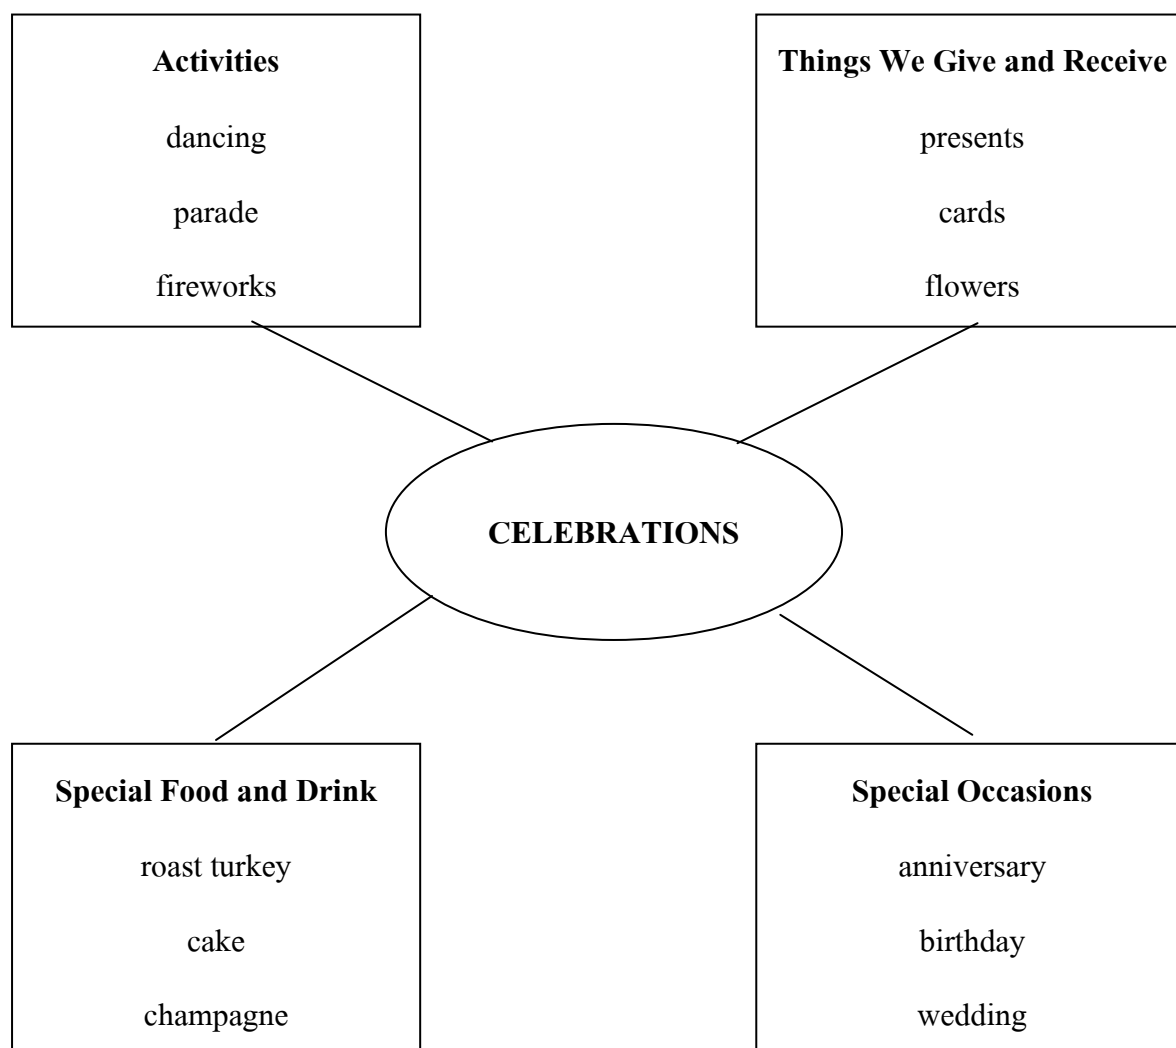 Activities
dancing
parade
fireworks
Things We Give and Receive
presents
cards
flowers
CELEBRATIONS
Special Food and Drink
roast turkey
cake
champagne
Special Occasions
anniversary
birthday
wedding